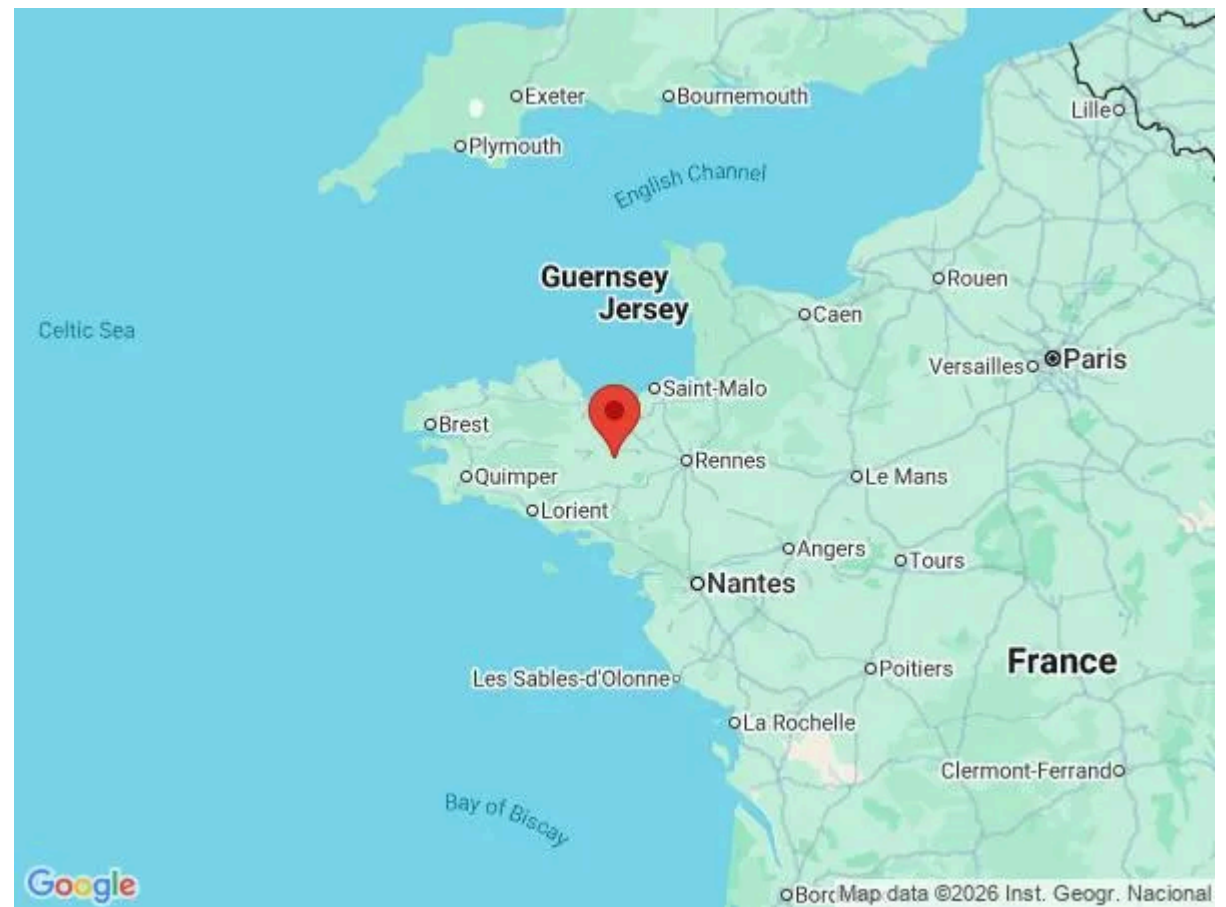 Exeter
Bournemouth
Lille
Plymouth
English Channel
Guernsey
Rouen
Jersey
Caen
Celtic Sea
Versailles
Paris
Saint-Malo
Brest
Rennes
Quimper
Le Mans
Lorient
Angers
Tours
Nantes
France
Poitiers
Les Sables-d'Olonne
La Rochelle
Clermont-Ferrand
Bay of Biscay
Google
Bord
Map data ©2026 Inst. Geogr. Nacional